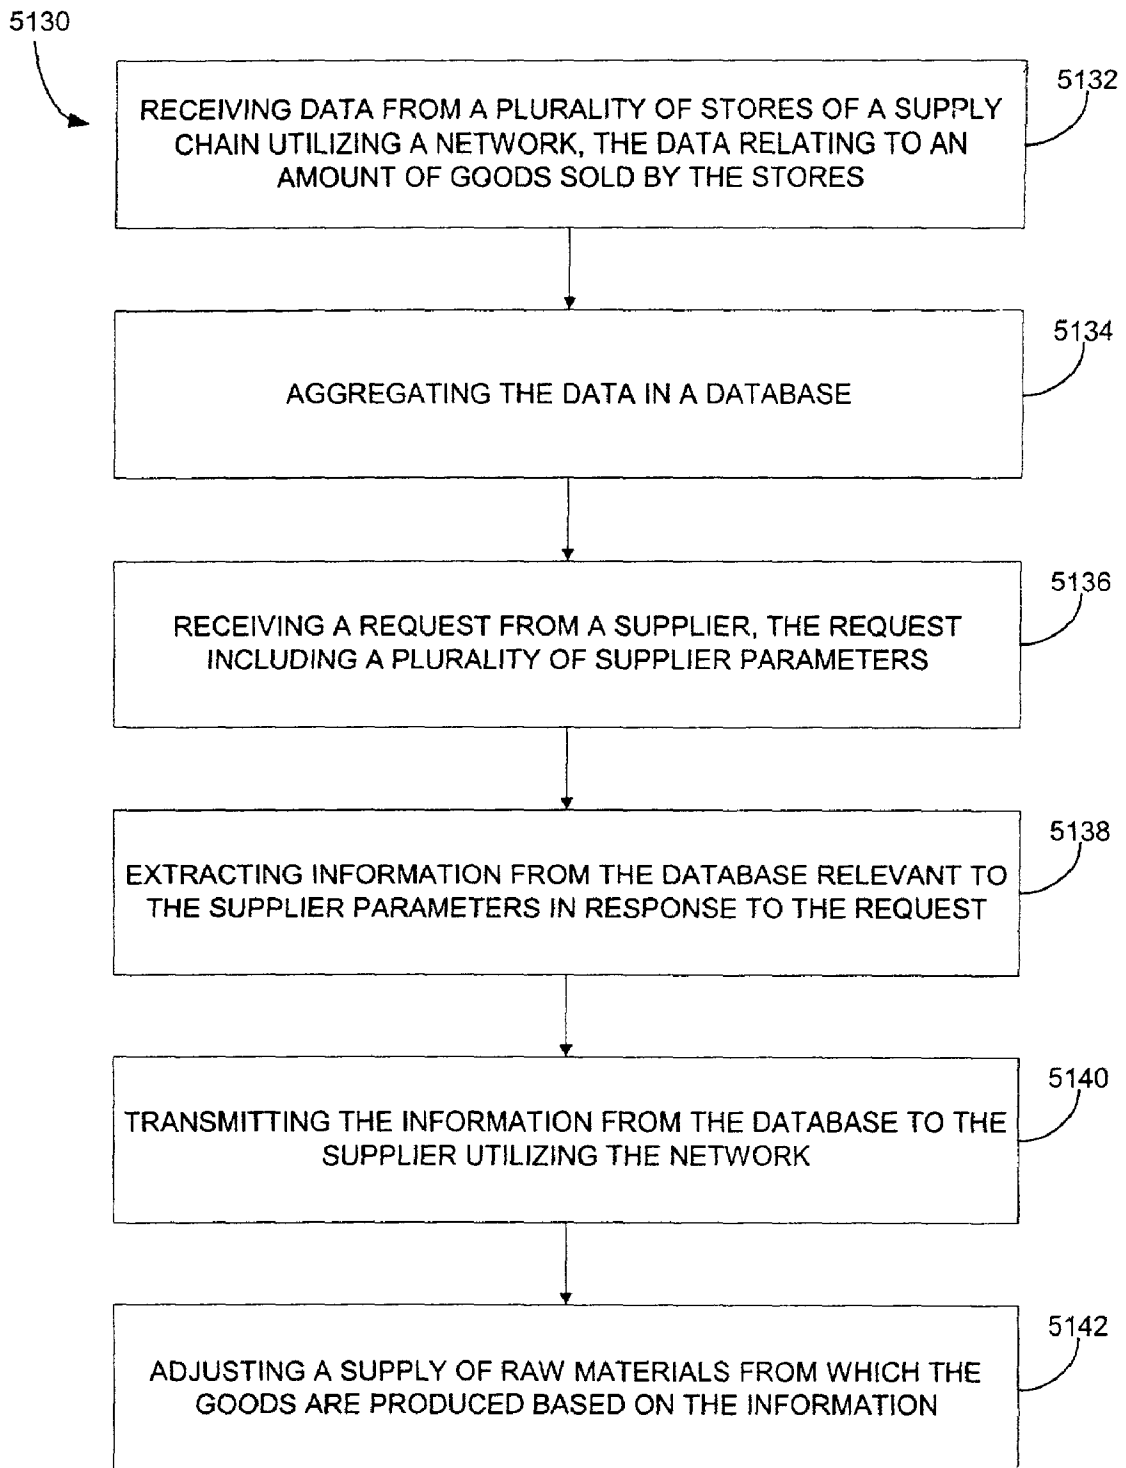 5130
5132
RECEIVING DATA FROM A PLURALITY OF STORES OF A SUPPLY
CHAIN UTILIZING A NETWORK, THE DATA RELATING TO AN
AMOUNT OF GOODS SOLD BY THE STORES
5134
AGGREGATING THE DATA IN A DATABASE
5136
RECEIVING A REQUEST FROM A SUPPLIER, THE REQUEST
INCLUDING A PLURALITY OF SUPPLIER PARAMETERS
5138
EXTRACTING INFORMATION FROM THE DATABASE RELEVANT TO
THE SUPPLIER PARAMETERS IN RESPONSE TO THE REQUEST
5140
TRANSMITTING THE INFORMATION FROM THE DATABASE TO THE
SUPPLIER UTILIZING THE NETWORK
5142
ADJUSTING A SUPPLY OF RAW MATERIALS FROM WHICH THE
GOODS ARE PRODUCED BASED ON THE INFORMATION